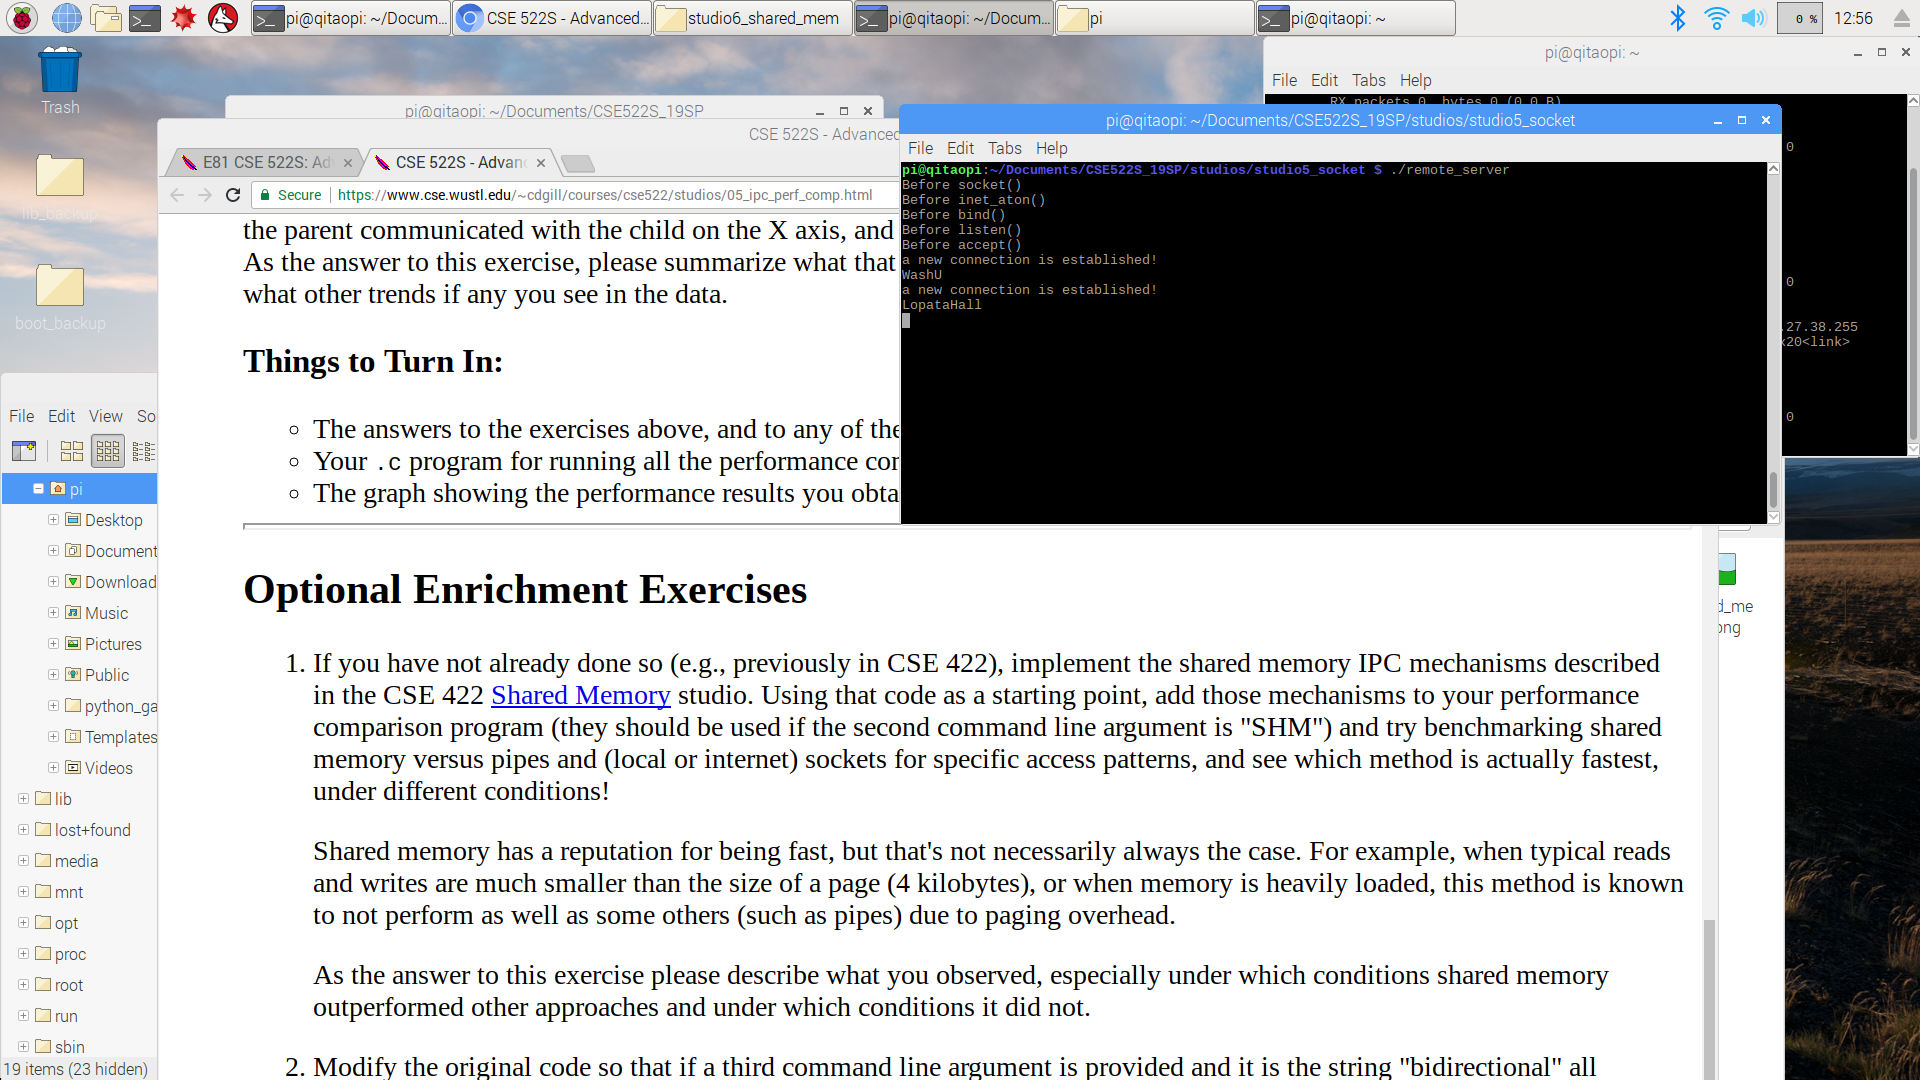 pi@qitaopi: ~/Docum...
CSE 522S - Advanced...
studio6_shared_mem
pi@qitaopi: ~/Docum...
pi
pi@qitaopi: ~
0 %
12:56
Trash
lib_backup
boot_backup
pi@qitaopi: ~
File Edit Tabs Help
RX packets 0 bytes 0 (0.0 B)
0
0
.27.38.255
x20<link>
0
pi@qitaopi: ~/Documents/CSE522S_19SP
CSE 522S - Advanced
E81 CSE 522S: Ad
CSE 522S - Advan
Secure
https://www.cse.wustl.edu/~cdgill/courses/cse522/studios/05_ipc_perf_comp.html
pi@qitaopi: ~/Documents/CSE522S_19SP/studios/studio5_socket
File Edit Tabs Help
pi@qitaopi:~/Documents/CSE522S_19SP/studios/studio5_socket $ ./remote_server
Before socket()
Before inet_aton()
Before bind()
Before listen()
Before accept()
a new connection is established!
WashU
a new connection is established!
LopataHall
the parent communicated with the child on the X axis, and
As the answer to this exercise, please summarize what that
what other trends if any you see in the data.
Things to Turn In:
The answers to the exercises above, and to any of the
Your .c program for running all the performance cor
The graph showing the performance results you obta
Optional Enrichment Exercises
1. If you have not already done so (e.g., previously in CSE 422), implement the shared memory IPC mechanisms described
in the CSE 422 Shared Memory studio. Using that code as a starting point, add those mechanisms to your performance
comparison program (they should be used if the second command line argument is "SHM") and try benchmarking shared
memory versus pipes and (local or internet) sockets for specific access patterns, and see which method is actually fastest,
under different conditions!
Shared memory has a reputation for being fast, but that's not necessarily always the case. For example, when typical reads
and writes are much smaller than the size of a page (4 kilobytes), or when memory is heavily loaded, this method is known
to not perform as well as some others (such as pipes) due to paging overhead.
As the answer to this exercise please describe what you observed, especially under which conditions shared memory
outperformed other approaches and under which conditions it did not.
2. Modify the original code so that if a third command line argument is provided and it is the string "bidirectional" all
d_me
png
File Edit View So
pi
Desktop
Document
Download
Music
Pictures
Public
python_ga
Templates
Videos
lib
lost+found
media
mnt
opt
proc
root
run
sbin
19 items (23 hidden)